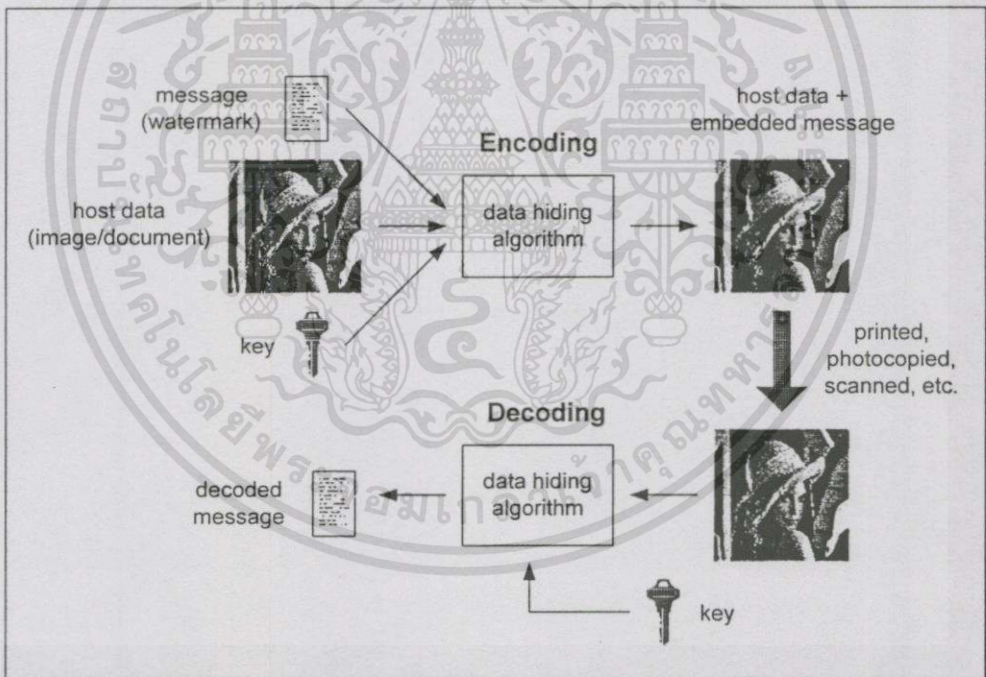 message
(watermark)
host data
(image/document)
key
Encoding
data hiding
algorithm
host data +
embedded message
printed,
photocopied,
scanned, etc.
Decoding
data hiding
algorithm
decoded
message
key